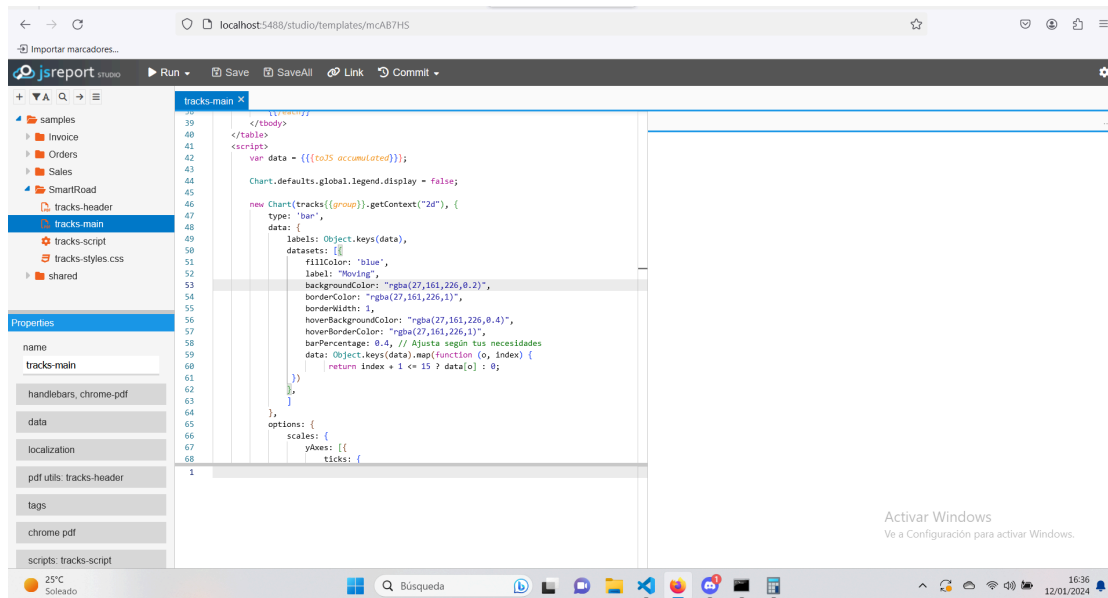 localhost:5488/studio/templates/mcAB7HS
Importar marcadores...
jsreport STUDIO Run Save SaveAll Link Commit
tracks-main ×
samples
Invoice
Orders
Sales
SmartRoad
tracks-header
tracks-main
tracks-script
tracks-styles.css
shared
Properties
name
tracks-main
handlebars, chrome-pdf
data
localization
pdf utils: tracks-header
tags
chrome pdf
scripts: tracks-script
38 {{/each}}
39 </tbody>
40 </table>
41 <script>
42 var data = {{{toJS accumulated}}};
43
44 Chart.defaults.global.legend.display = false;
45
46 new Chart(tracks{{group}}.getContext("2d"), {
47 type: 'bar',
48 data: {
49 labels: Object.keys(data),
50 datasets: [{
51 fillColor: 'blue',
52 label: "Moving",
53 backgroundColor: "rgba(27,161,226,0.2)",
54 borderColor: "rgba(27,161,226,1)",
55 borderWidth: 1,
56 hoverBackgroundColor: "rgba(27,161,226,0.4)",
57 hoverBorderColor: "rgba(27,161,226,1)",
58 barPercentage: 0.4, // Ajusta según tus necesidades
59 data: Object.keys(data).map(function (o, index) {
60 return index + 1 <= 15 ? data[o] : 0;
61 })
62 },
63 ]
64 },
65 options: {
66 scales: {
67 yAxes: [{
68 ticks: {
1
Activar Windows
Ve a Configuración para activar Windows.
25°C
Soleado
Búsqueda
16:36
12/01/2024